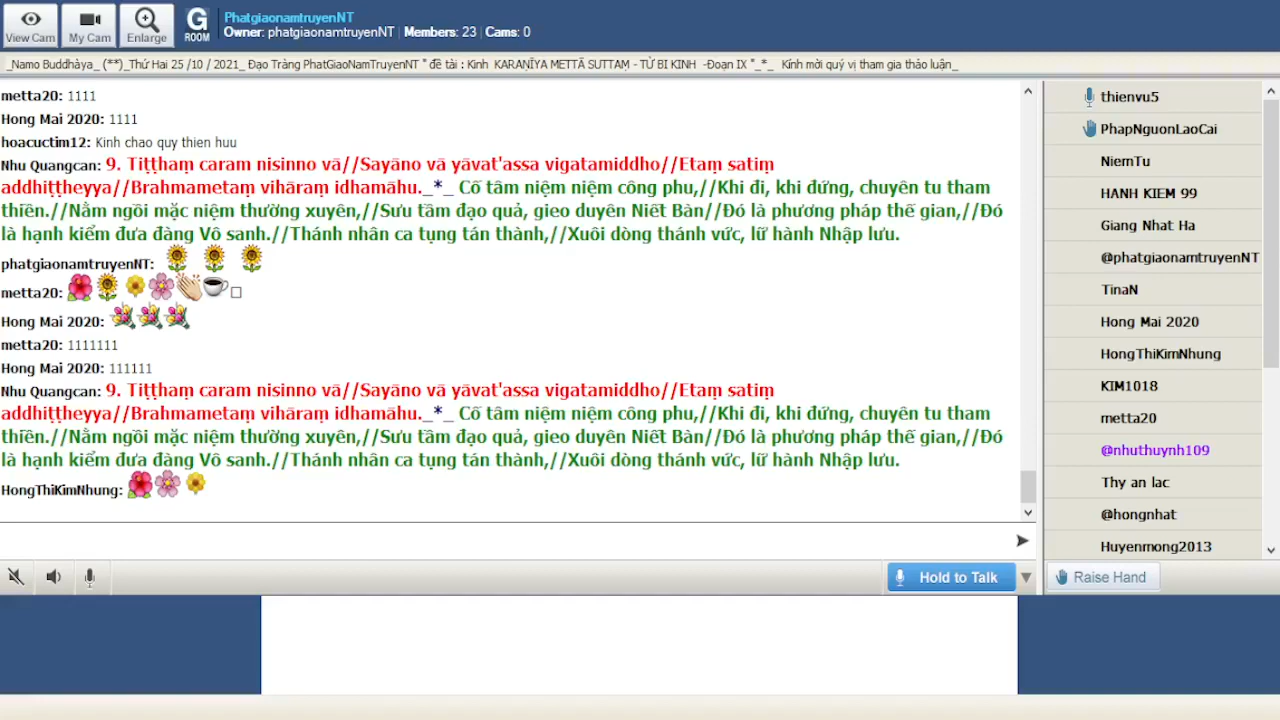 View Cam
My Cam
Enlarge
G
ROOM
PhatgiaonamtruyenNT
Owner: phatgiaonamtruyenNT | Members: 23 | Cams: 0
_Namo Buddhàya_ (**)_Thứ Hai 25 /10 / 2021_ Đạo Tràng PhatGiaoNamTruyenNT " đề tài : Kinh KARAṆĪYA METTĀ SUTTAṂ - TỪ BI KINH -Đoạn IX "_*_ Kính mời quý vị tham gia thảo luận_
metta20: 1111
Hong Mai 2020: 1111
hoacuctim12: Kinh chao quy thien huu
Nhu Quangcan: 9. Tiṭṭhaṃ caram nisinno vā//Sayāno vā yāvat'assa vigatamiddho//Etaṃ satiṃ
addhiṭṭheyya//Brahmametaṃ vihāraṃ idhamāhu._*_ Cố tâm niệm niệm công phu,//Khi đi, khi đứng, chuyên tu tham
thiền.//Nằm ngồi mặc niệm thường xuyên,//Sưu tầm đạo quả, gieo duyên Niết Bàn//Đó là phương pháp thế gian,//Đó
là hạnh kiểm đưa đàng Vô sanh.//Thánh nhân ca tụng tán thành,//Xuôi dòng thánh vức, lữ hành Nhập lưu.
phatgiaonamtruyenNT:
metta20:
Hong Mai 2020:
metta20: 1111111
Hong Mai 2020: 111111
Nhu Quangcan: 9. Tiṭṭhaṃ caram nisinno vā//Sayāno vā yāvat'assa vigatamiddho//Etaṃ satiṃ
addhiṭṭheyya//Brahmametaṃ vihāraṃ idhamāhu._*_ Cố tâm niệm niệm công phu,//Khi đi, khi đứng, chuyên tu tham
thiền.//Nằm ngồi mặc niệm thường xuyên,//Sưu tầm đạo quả, gieo duyên Niết Bàn//Đó là phương pháp thế gian,//Đó
là hạnh kiểm đưa đàng Vô sanh.//Thánh nhân ca tụng tán thành,//Xuôi dòng thánh vức, lữ hành Nhập lưu.
HongThiKimNhung:
thienvu5
PhapNguonLaoCai
NiemTu
HANH KIEM 99
Giang Nhat Ha
@phatgiaonamtruyenNT
TinaN
Hong Mai 2020
HongThiKimNhung
KIM1018
metta20
@nhuthuynh109
Thy an lac
@hongnhat
Huyenmong2013
Hold to Talk
Raise Hand